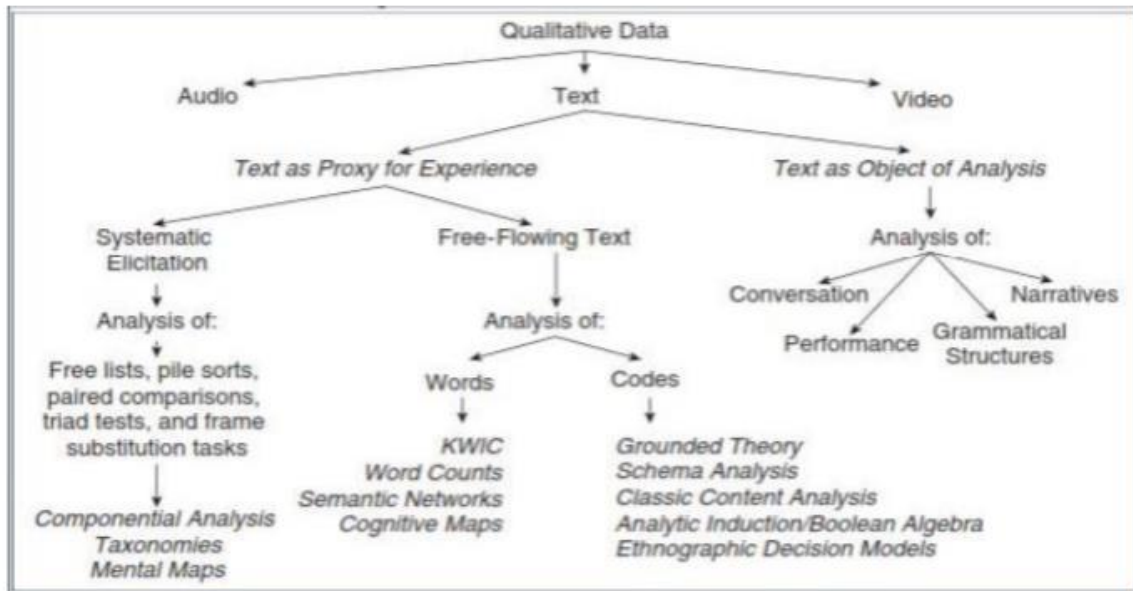 Qualitative Data
Audio
Text
Video
Text as Proxy for Experience
Text as Object of Analysis
Systematic
Elicitation
Free-Flowing Text
Analysis of:
Conversation
Narratives
Performance
Grammatical
Structures
Analysis of:
Free lists, pile sorts,
paired comparisons,
triad tests, and frame
substitution tasks
Componential Analysis
Taxonomies
Mental Maps
Analysis of:
Words
Codes
KWIC
Word Counts
Semantic Networks
Cognitive Maps
Grounded Theory
Schema Analysis
Classic Content Analysis
Analytic Induction/Boolean Algebra
Ethnographic Decision Models